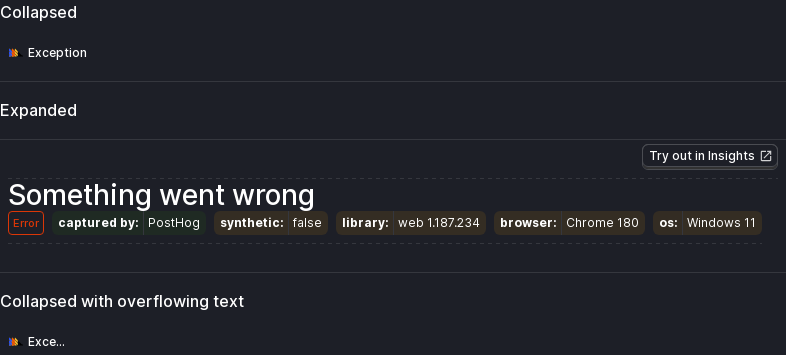 Collapsed
Exception
Expanded
Try out in Insights
Something went wrong
Error captured by: PostHog synthetic: false library: web 1.187.234 browser: Chrome 180 os: Windows 11
Collapsed with overflowing text
Exce...